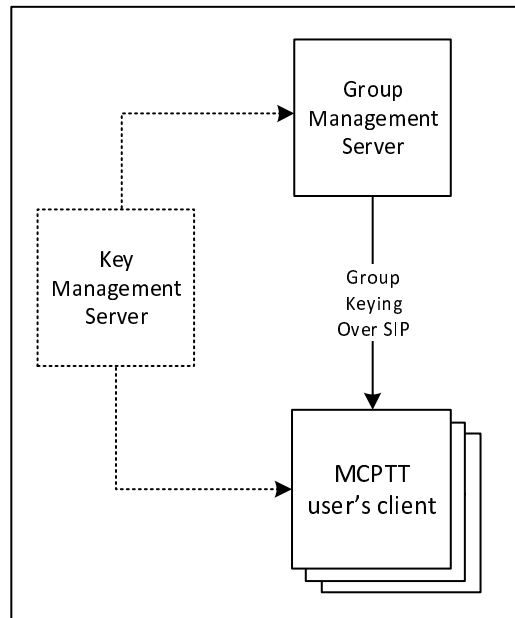 Group
Management
Server
Key
Management
Server
Group
Keying
Over SIP
MCPTT
user’s client